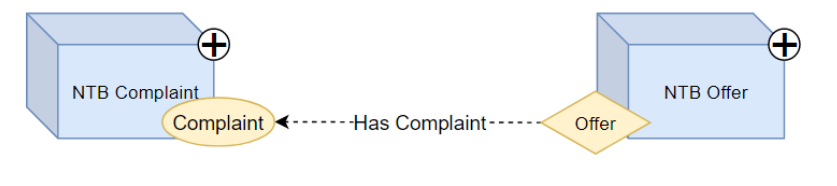 NTB Complaint
NTB Offer
Complaint
Has Complaint
Offer